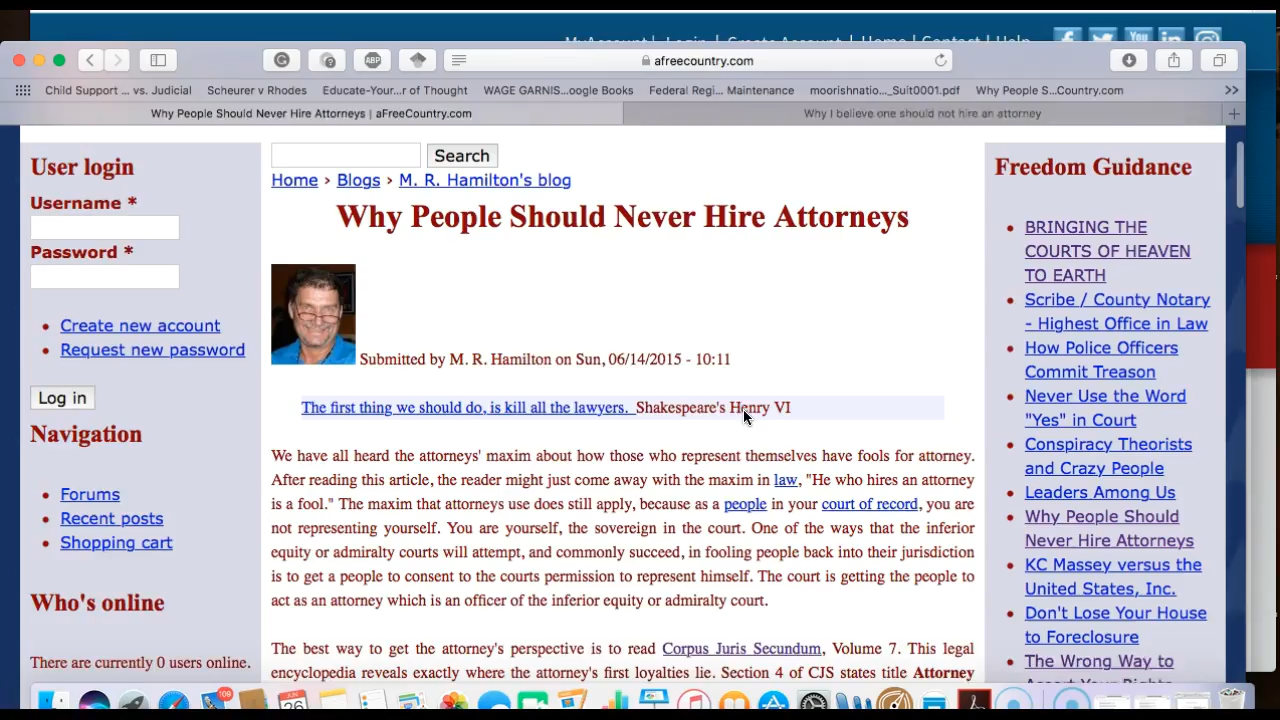 MyAccount | Login | Create Account | Home | Contact | Help
afreecountry.com
Child Support ... vs. Judicial
Scheurer v Rhodes
Educate-Your...r of Thought
WAGE GARNIS...oogle Books
Federal Regi... Maintenance
moorishnatio..._Suit0001.pdf
Why People S...Country.com
Why People Should Never Hire Attorneys | aFreeCountry.com
Why I believe one should not hire an attorney
User login
Username *
Password *
Create new account
Request new password
Log in
Navigation
Forums
Recent posts
Shopping cart
Who's online
There are currently 0 users online.
Search
Home › Blogs › M. R. Hamilton's blog
Why People Should Never Hire Attorneys
Submitted by M. R. Hamilton on Sun, 06/14/2015 - 10:11
The first thing we should do, is kill all the lawyers. Shakespeare's Henry VI
We have all heard the attorneys' maxim about how those who represent themselves have fools for attorney.
After reading this article, the reader might just come away with the maxim in law, "He who hires an attorney
is a fool." The maxim that attorneys use does still apply, because as a people in your court of record, you are
not representing yourself. You are yourself, the sovereign in the court. One of the ways that the inferior
equity or admiralty courts will attempt, and commonly succeed, in fooling people back into their jurisdiction
is to get a people to consent to the courts permission to represent himself. The court is getting the people to
act as an attorney which is an officer of the inferior equity or admiralty court.
The best way to get the attorney's perspective is to read Corpus Juris Secundum, Volume 7. This legal
encyclopedia reveals exactly where the attorney's first loyalties lie. Section 4 of CJS states title Attorney
Freedom Guidance
BRINGING THE
COURTS OF HEAVEN
TO EARTH
Scribe / County Notary
- Highest Office in Law
How Police Officers
Commit Treason
Never Use the Word
"Yes" in Court
Conspiracy Theorists
and Crazy People
Leaders Among Us
Why People Should
Never Hire Attorneys
KC Massey versus the
United States, Inc.
Don't Lose Your House
to Foreclosure
The Wrong Way to
Assert Your Rights
ABP
You
108
JUN
26